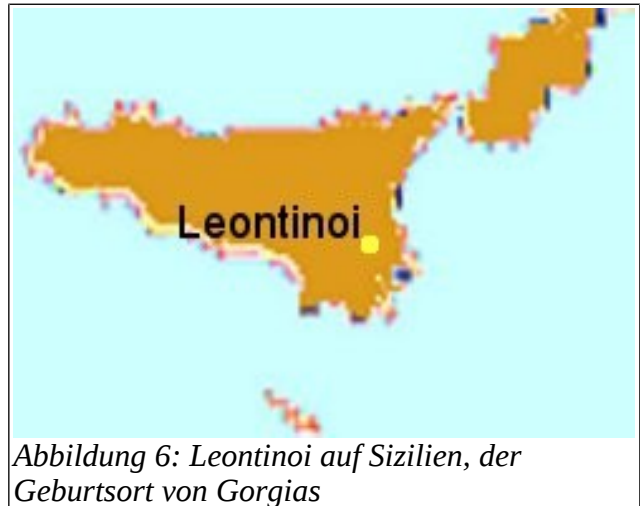 Leontinoi
Abbildung 6: Leontinoi auf Sizilien, der
Geburtsort von Gorgias